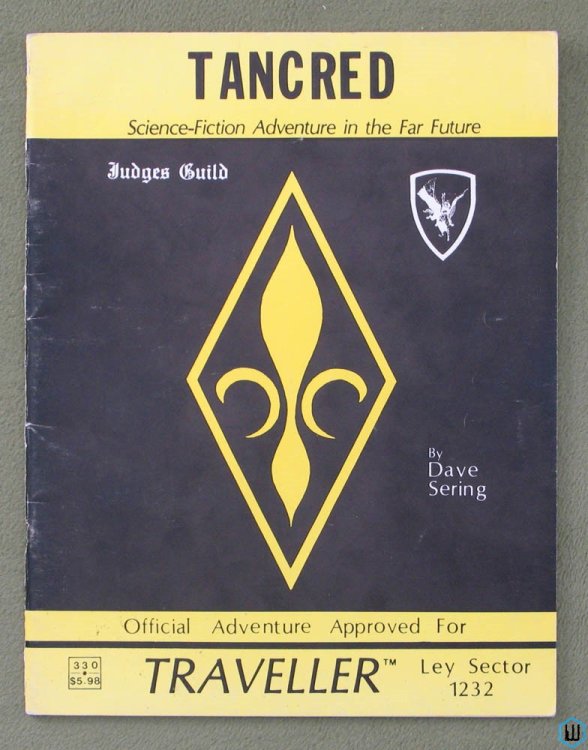 TANCRED
Science-Fiction Adventure in the Far Future
Judges Guild
By
Dave
Sering
Official Adventure Approved For
330
$5.98
TRAVELLER™
Ley Sector
1232
W